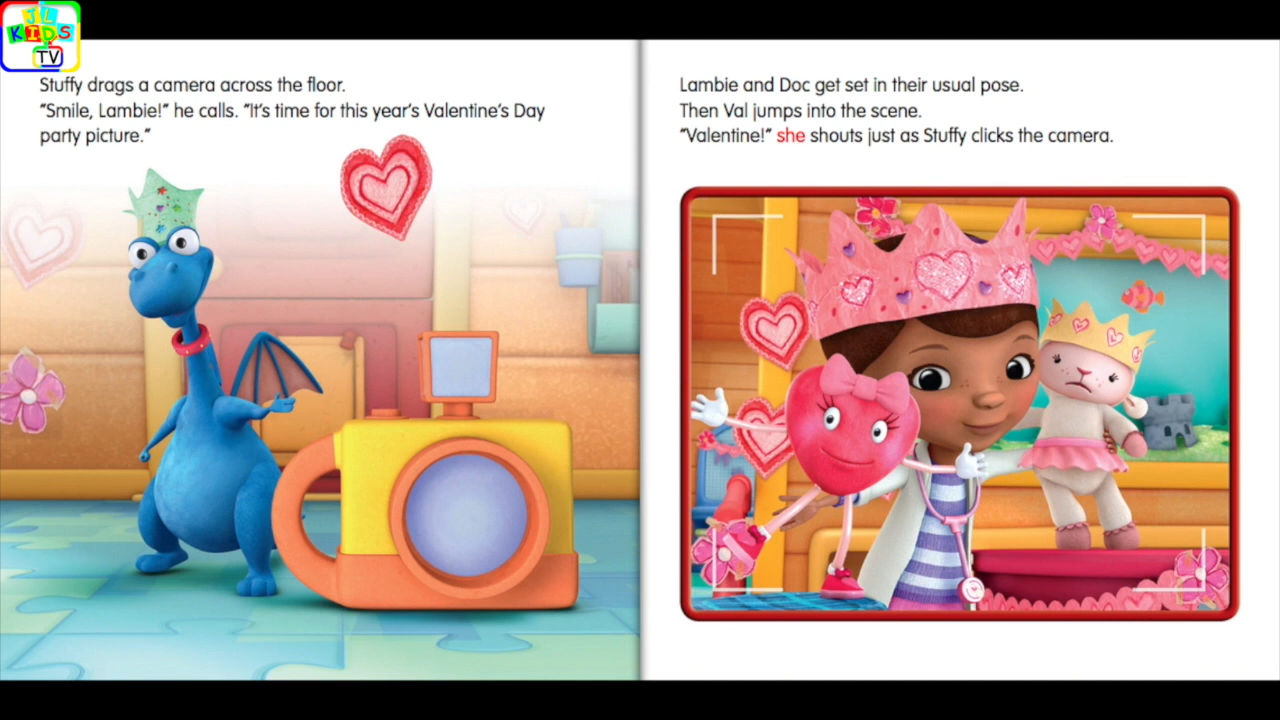 JL
KIDS
TV
Stuffy drags a camera across the floor.
"Smile, Lambie!" he calls. "It's time for this year's Valentine's Day
party picture."
Lambie and Doc get set in their usual pose.
Then Val jumps into the scene.
"Valentine!" she shouts just as Stuffy clicks the camera.